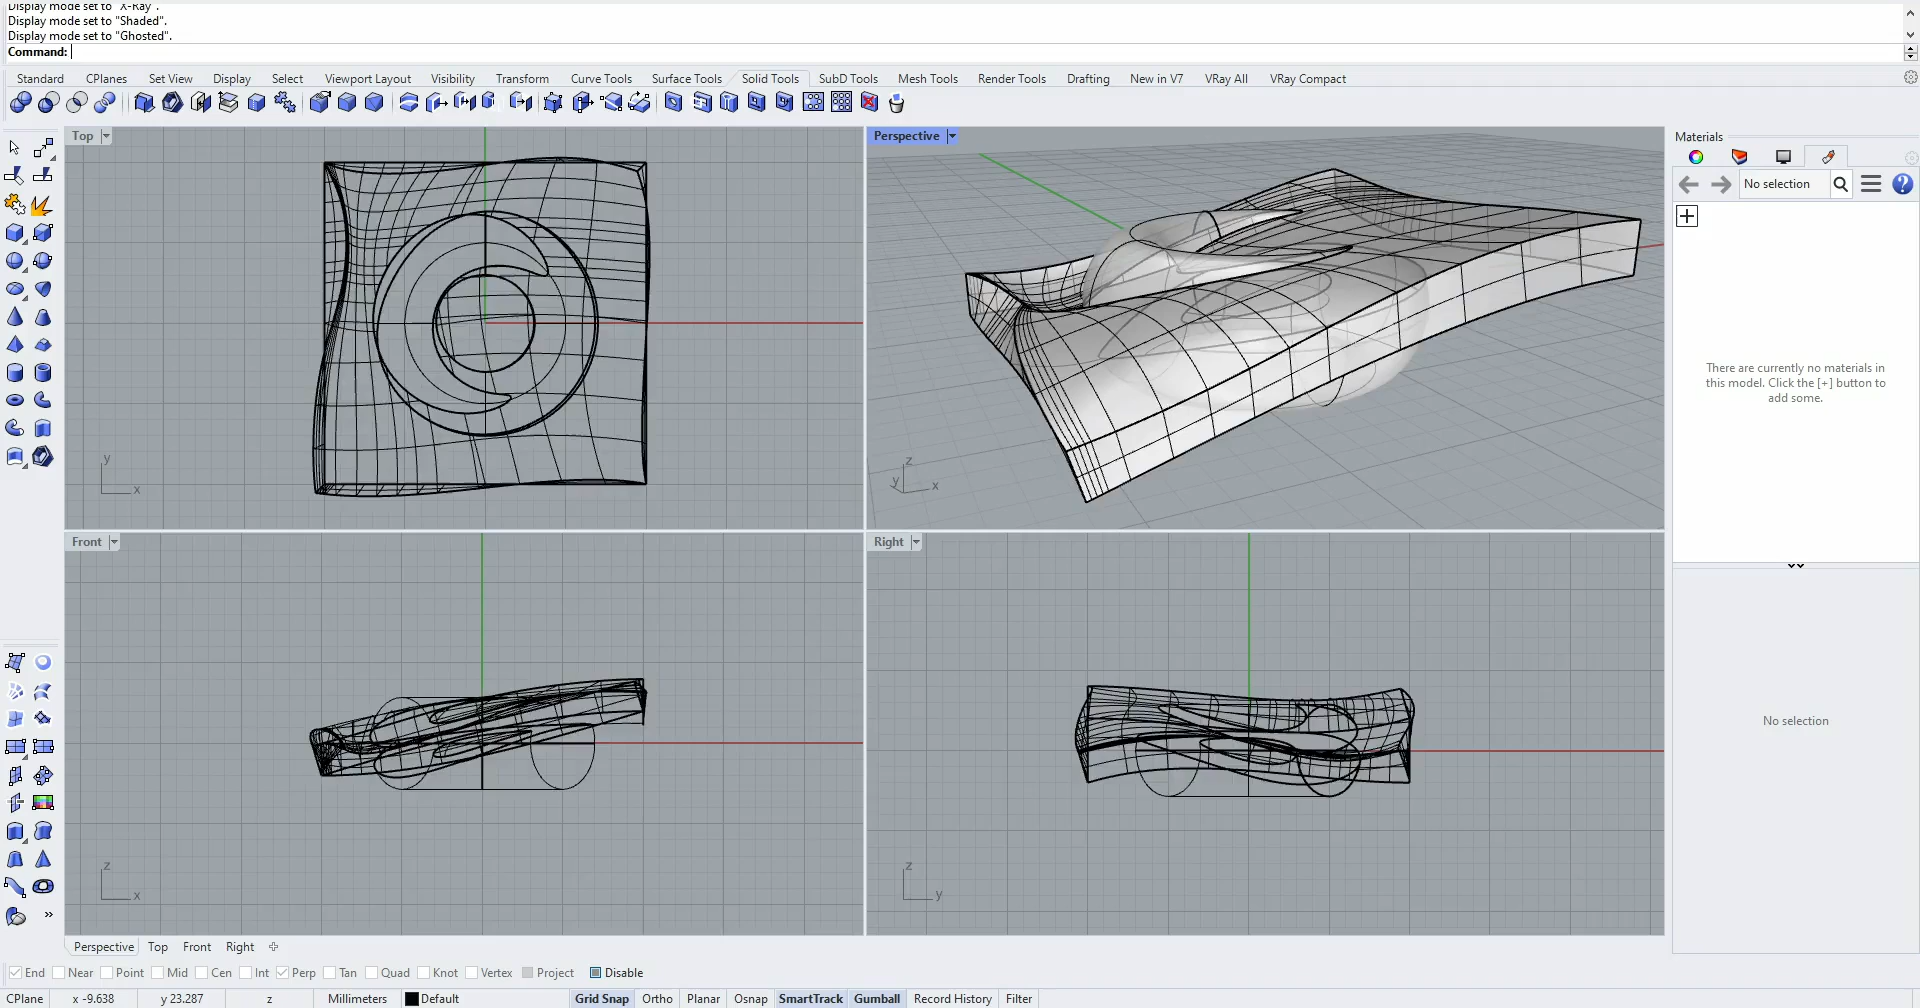 Display mode set to "X-Ray".
Display mode set to "Shaded".
Display mode set to "Ghosted".
Command:
Standard CPlanes Set View Display Select Viewport Layout Visibility Transform Curve Tools Surface Tools Solid Tools SubD Tools Mesh Tools Render Tools Drafting New in V7 VRay All VRay Compact
Top
Perspective
Materials
No selection
There are currently no materials in
this model. Click the [+] button to
add some.
y
x
z
y
x
Front
Right
No selection
z
x
z
y
Perspective Top Front Right
End Near Point Mid Cen Int Perp Tan Quad Knot Vertex Project Disable
CPlane x -9.638 y 23.287 z Millimeters Default Grid Snap Ortho Planar Osnap SmartTrack Gumball Record History Filter